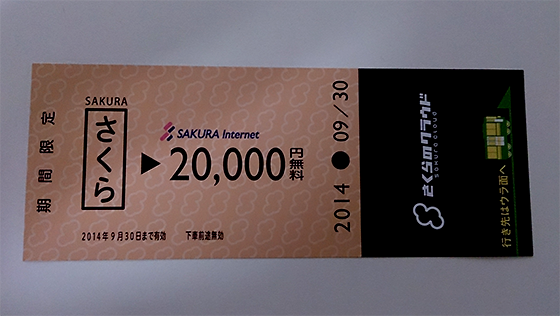 期間限定
SAKURA
さくら
SAKURA Internet
▶ 20,000円無料
2014年9月30日まで有効 下車前途無効
2014 ● 09/30
さくらのクラウド
sakura cloud
行き先はウラ面へ